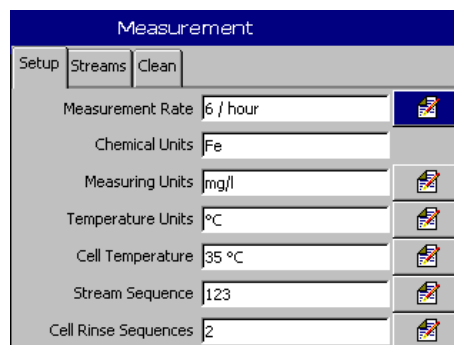 Measurement
Setup Streams Clean
Measurement Rate 6 / hour
Chemical Units Fe
Measuring Units mg/l
Temperature Units °C
Cell Temperature 35 °C
Stream Sequence 123
Cell Rinse Sequences 2